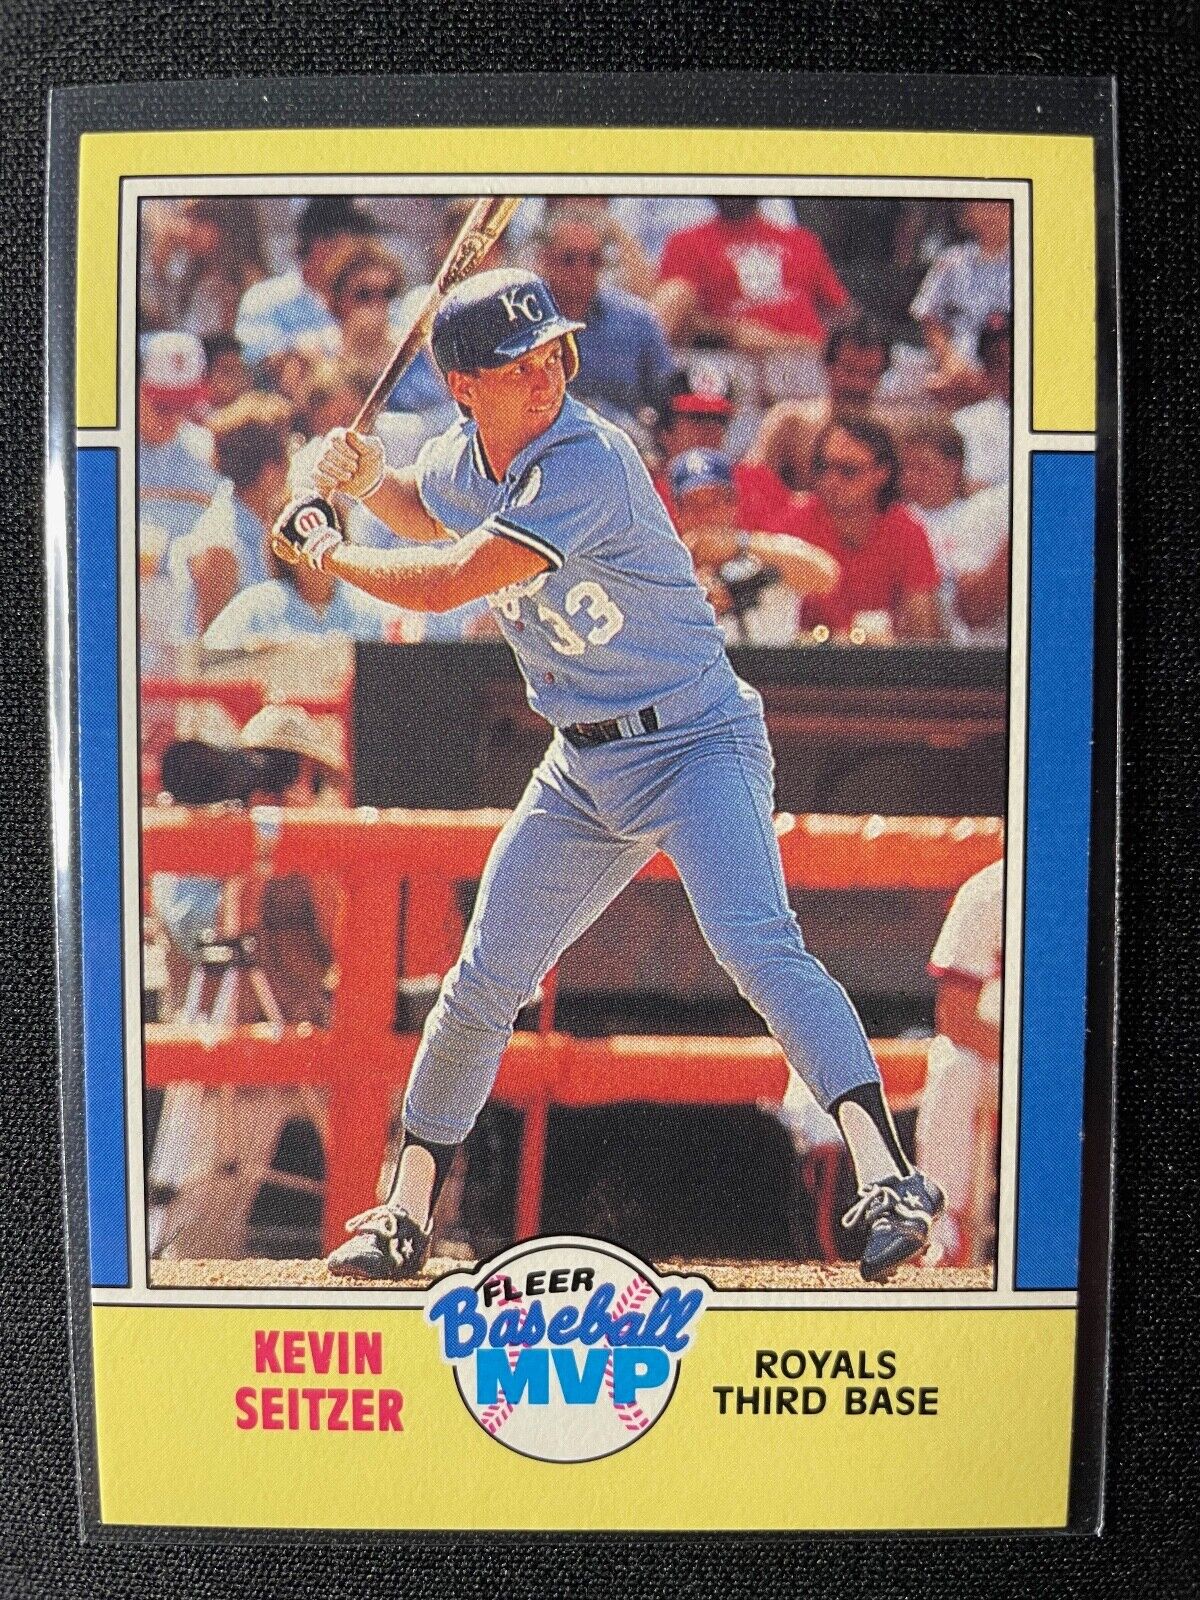 KC
33
KEVIN
SEITZER
FLEER
Baseball
MVP
ROYALS
THIRD BASE